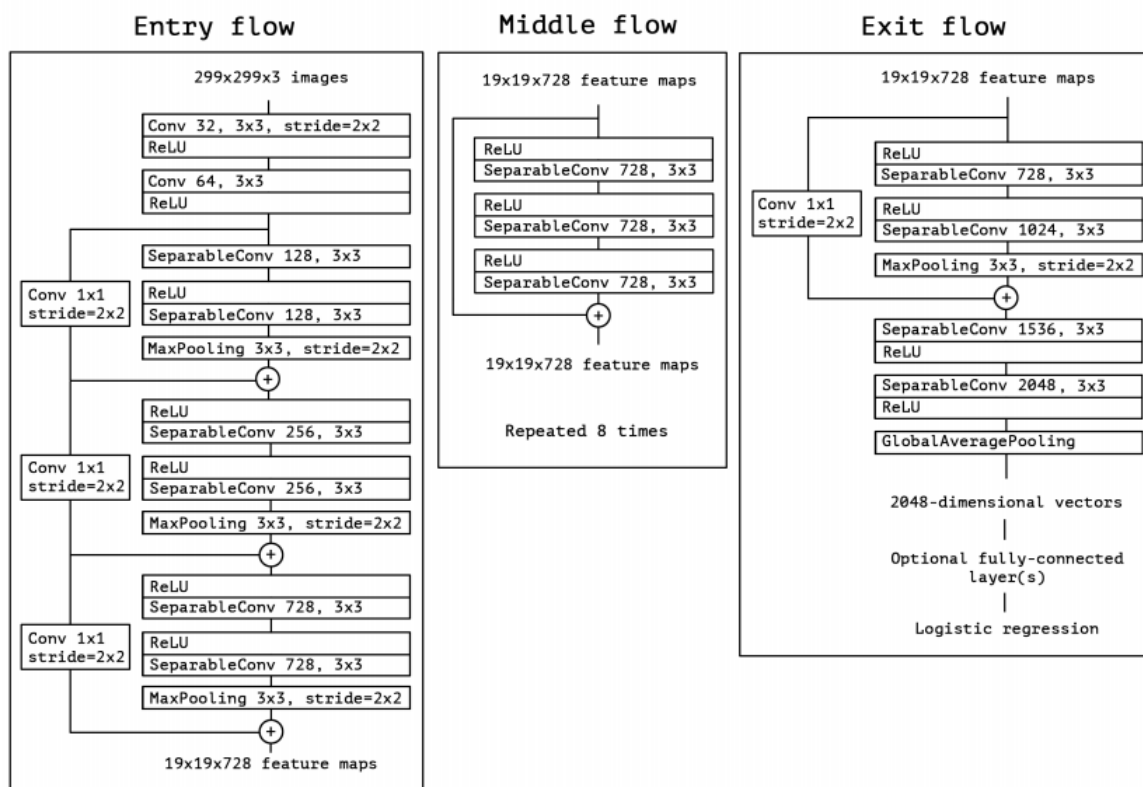 Entry flow
299x299x3 images
Conv 32, 3x3, stride=2x2
ReLU
Conv 64, 3x3
ReLU
SeparableConv 128, 3x3
Conv 1x1
stride=2x2
ReLU
SeparableConv 128, 3x3
MaxPooling 3x3, stride=2x2
+
ReLU
SeparableConv 256, 3x3
Conv 1x1
stride=2x2
ReLU
SeparableConv 256, 3x3
MaxPooling 3x3, stride=2x2
+
ReLU
SeparableConv 728, 3x3
Conv 1x1
stride=2x2
ReLU
SeparableConv 728, 3x3
MaxPooling 3x3, stride=2x2
+
19x19x728 feature maps
Middle flow
19x19x728 feature maps
ReLU
SeparableConv 728, 3x3
ReLU
SeparableConv 728, 3x3
ReLU
SeparableConv 728, 3x3
+
19x19x728 feature maps
Repeated 8 times
Exit flow
19x19x728 feature maps
ReLU
SeparableConv 728, 3x3
Conv 1x1
stride=2x2
ReLU
SeparableConv 1024, 3x3
MaxPooling 3x3, stride=2x2
+
SeparableConv 1536, 3x3
ReLU
SeparableConv 2048, 3x3
ReLU
GlobalAveragePooling
2048-dimensional vectors
Optional fully-connected
layer(s)
Logistic regression